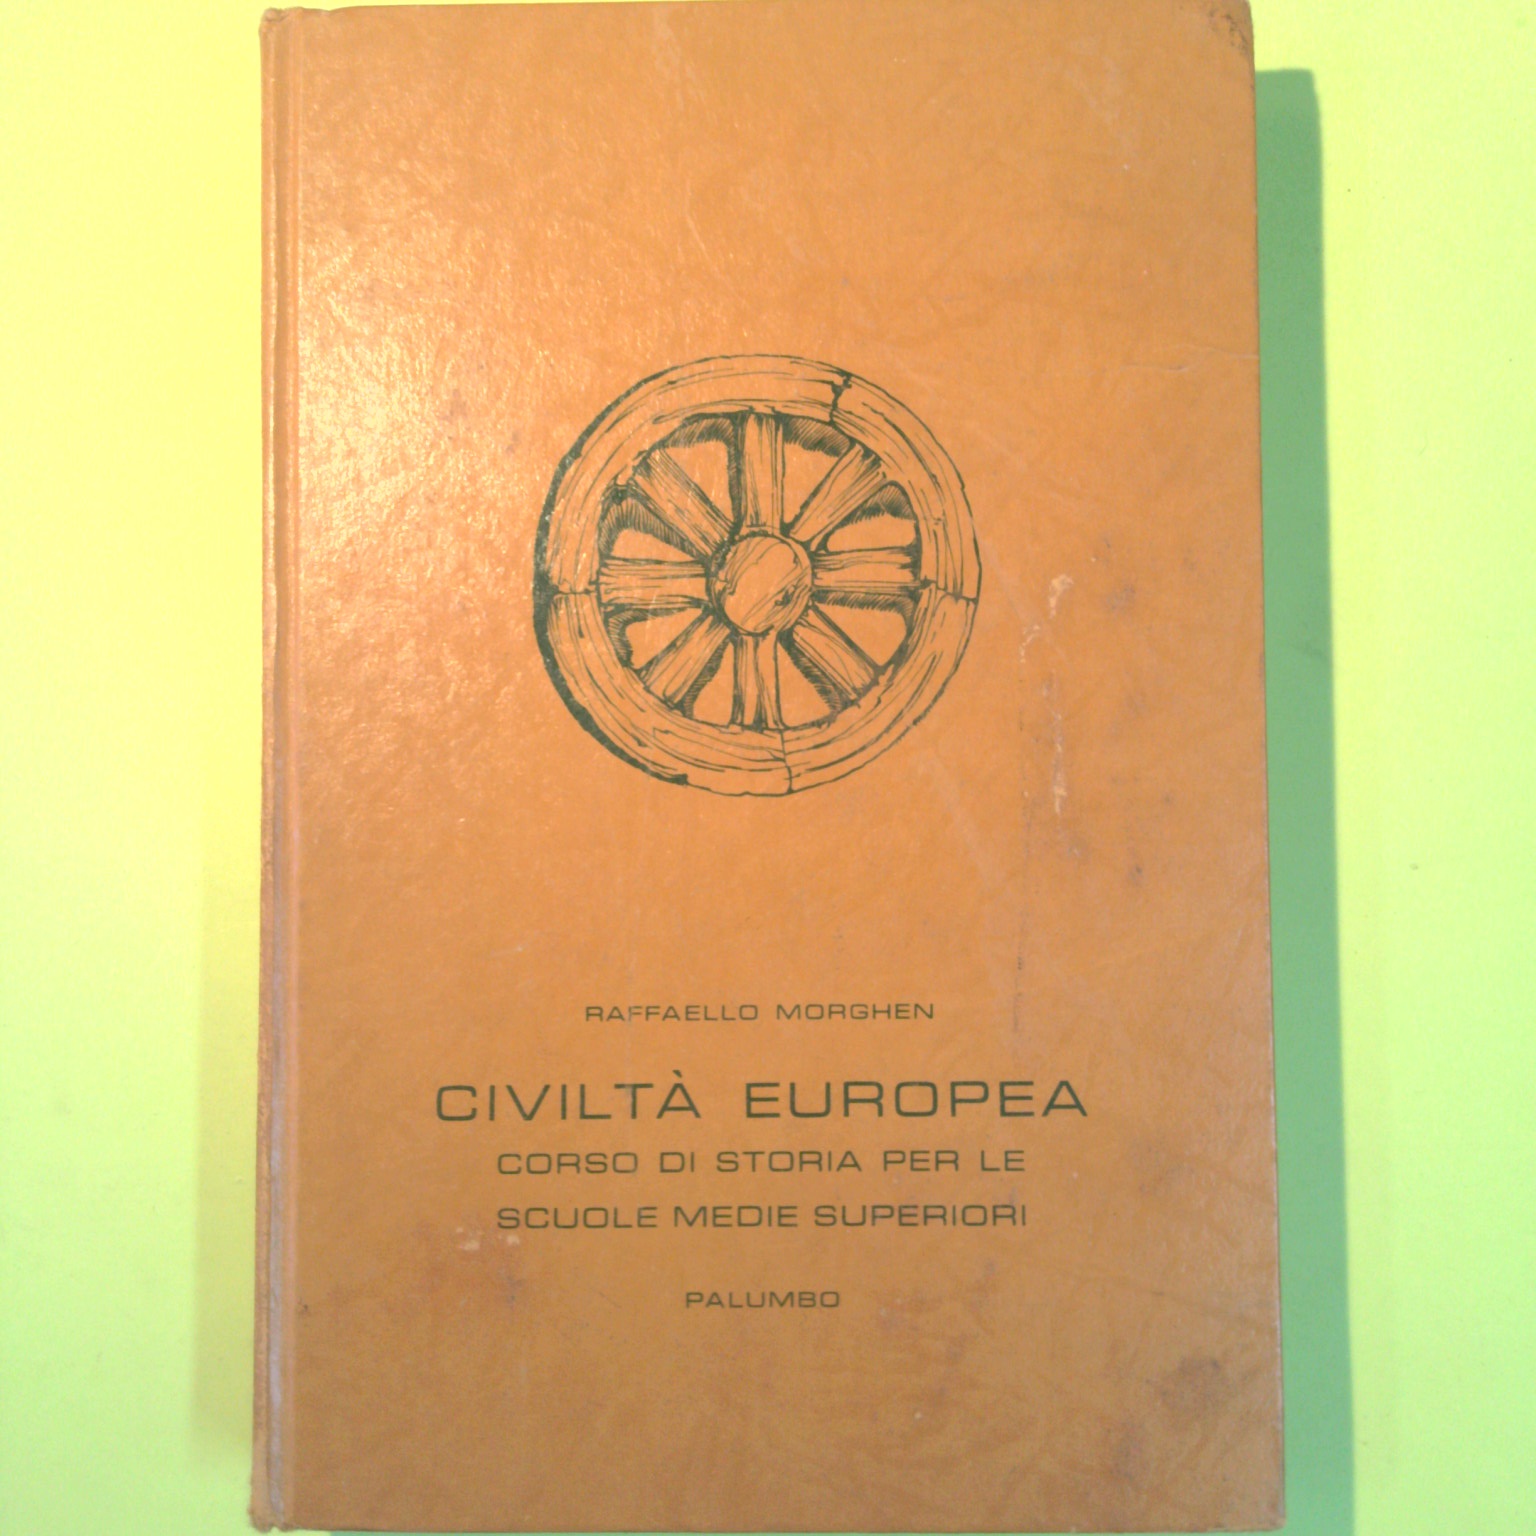 RAFFAELLO MORGHEN
CIVILTÀ EUROPEA
CORSO DI STORIA PER LE
SCUOLE MEDIE SUPERIORI
PALUMBO